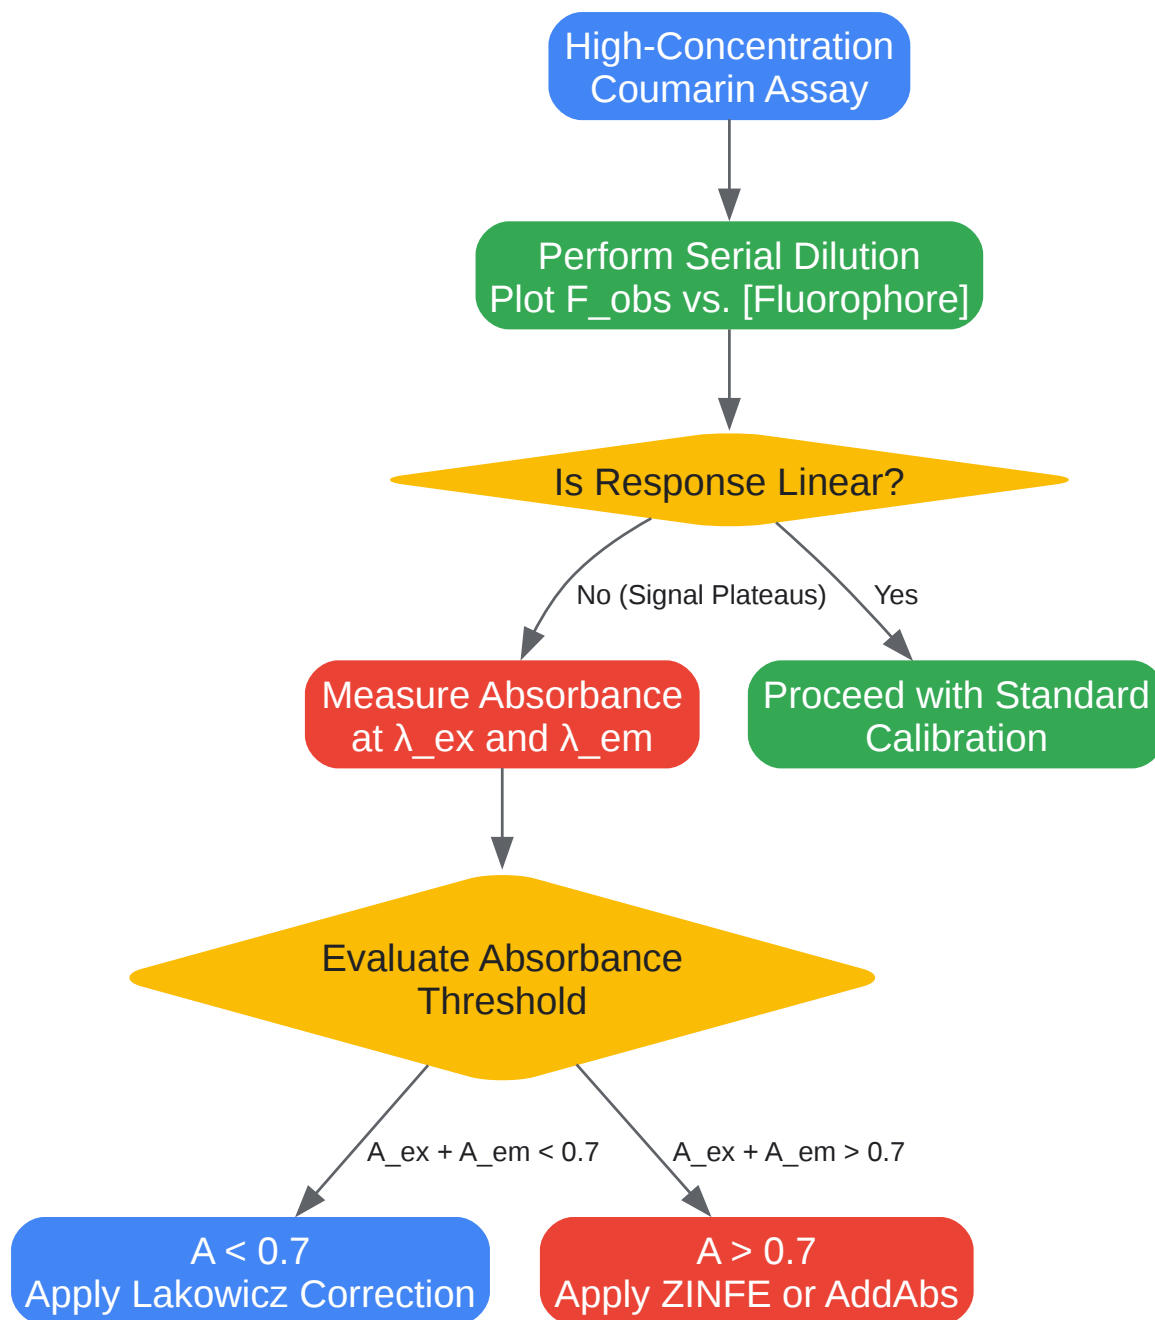 High-Concentration
Coumarin Assay
Perform Serial Dilution
Plot F_obs vs. [Fluorophore]
Is Response Linear?
No (Signal Plateaus)
Yes
Measure Absorbance
at λ_ex and λ_em
Proceed with Standard
Calibration
Evaluate Absorbance
Threshold
A_ex + A_em < 0.7
A_ex + A_em > 0.7
A < 0.7
Apply Lakowicz Correction
A > 0.7
Apply ZINFE or AddAbs